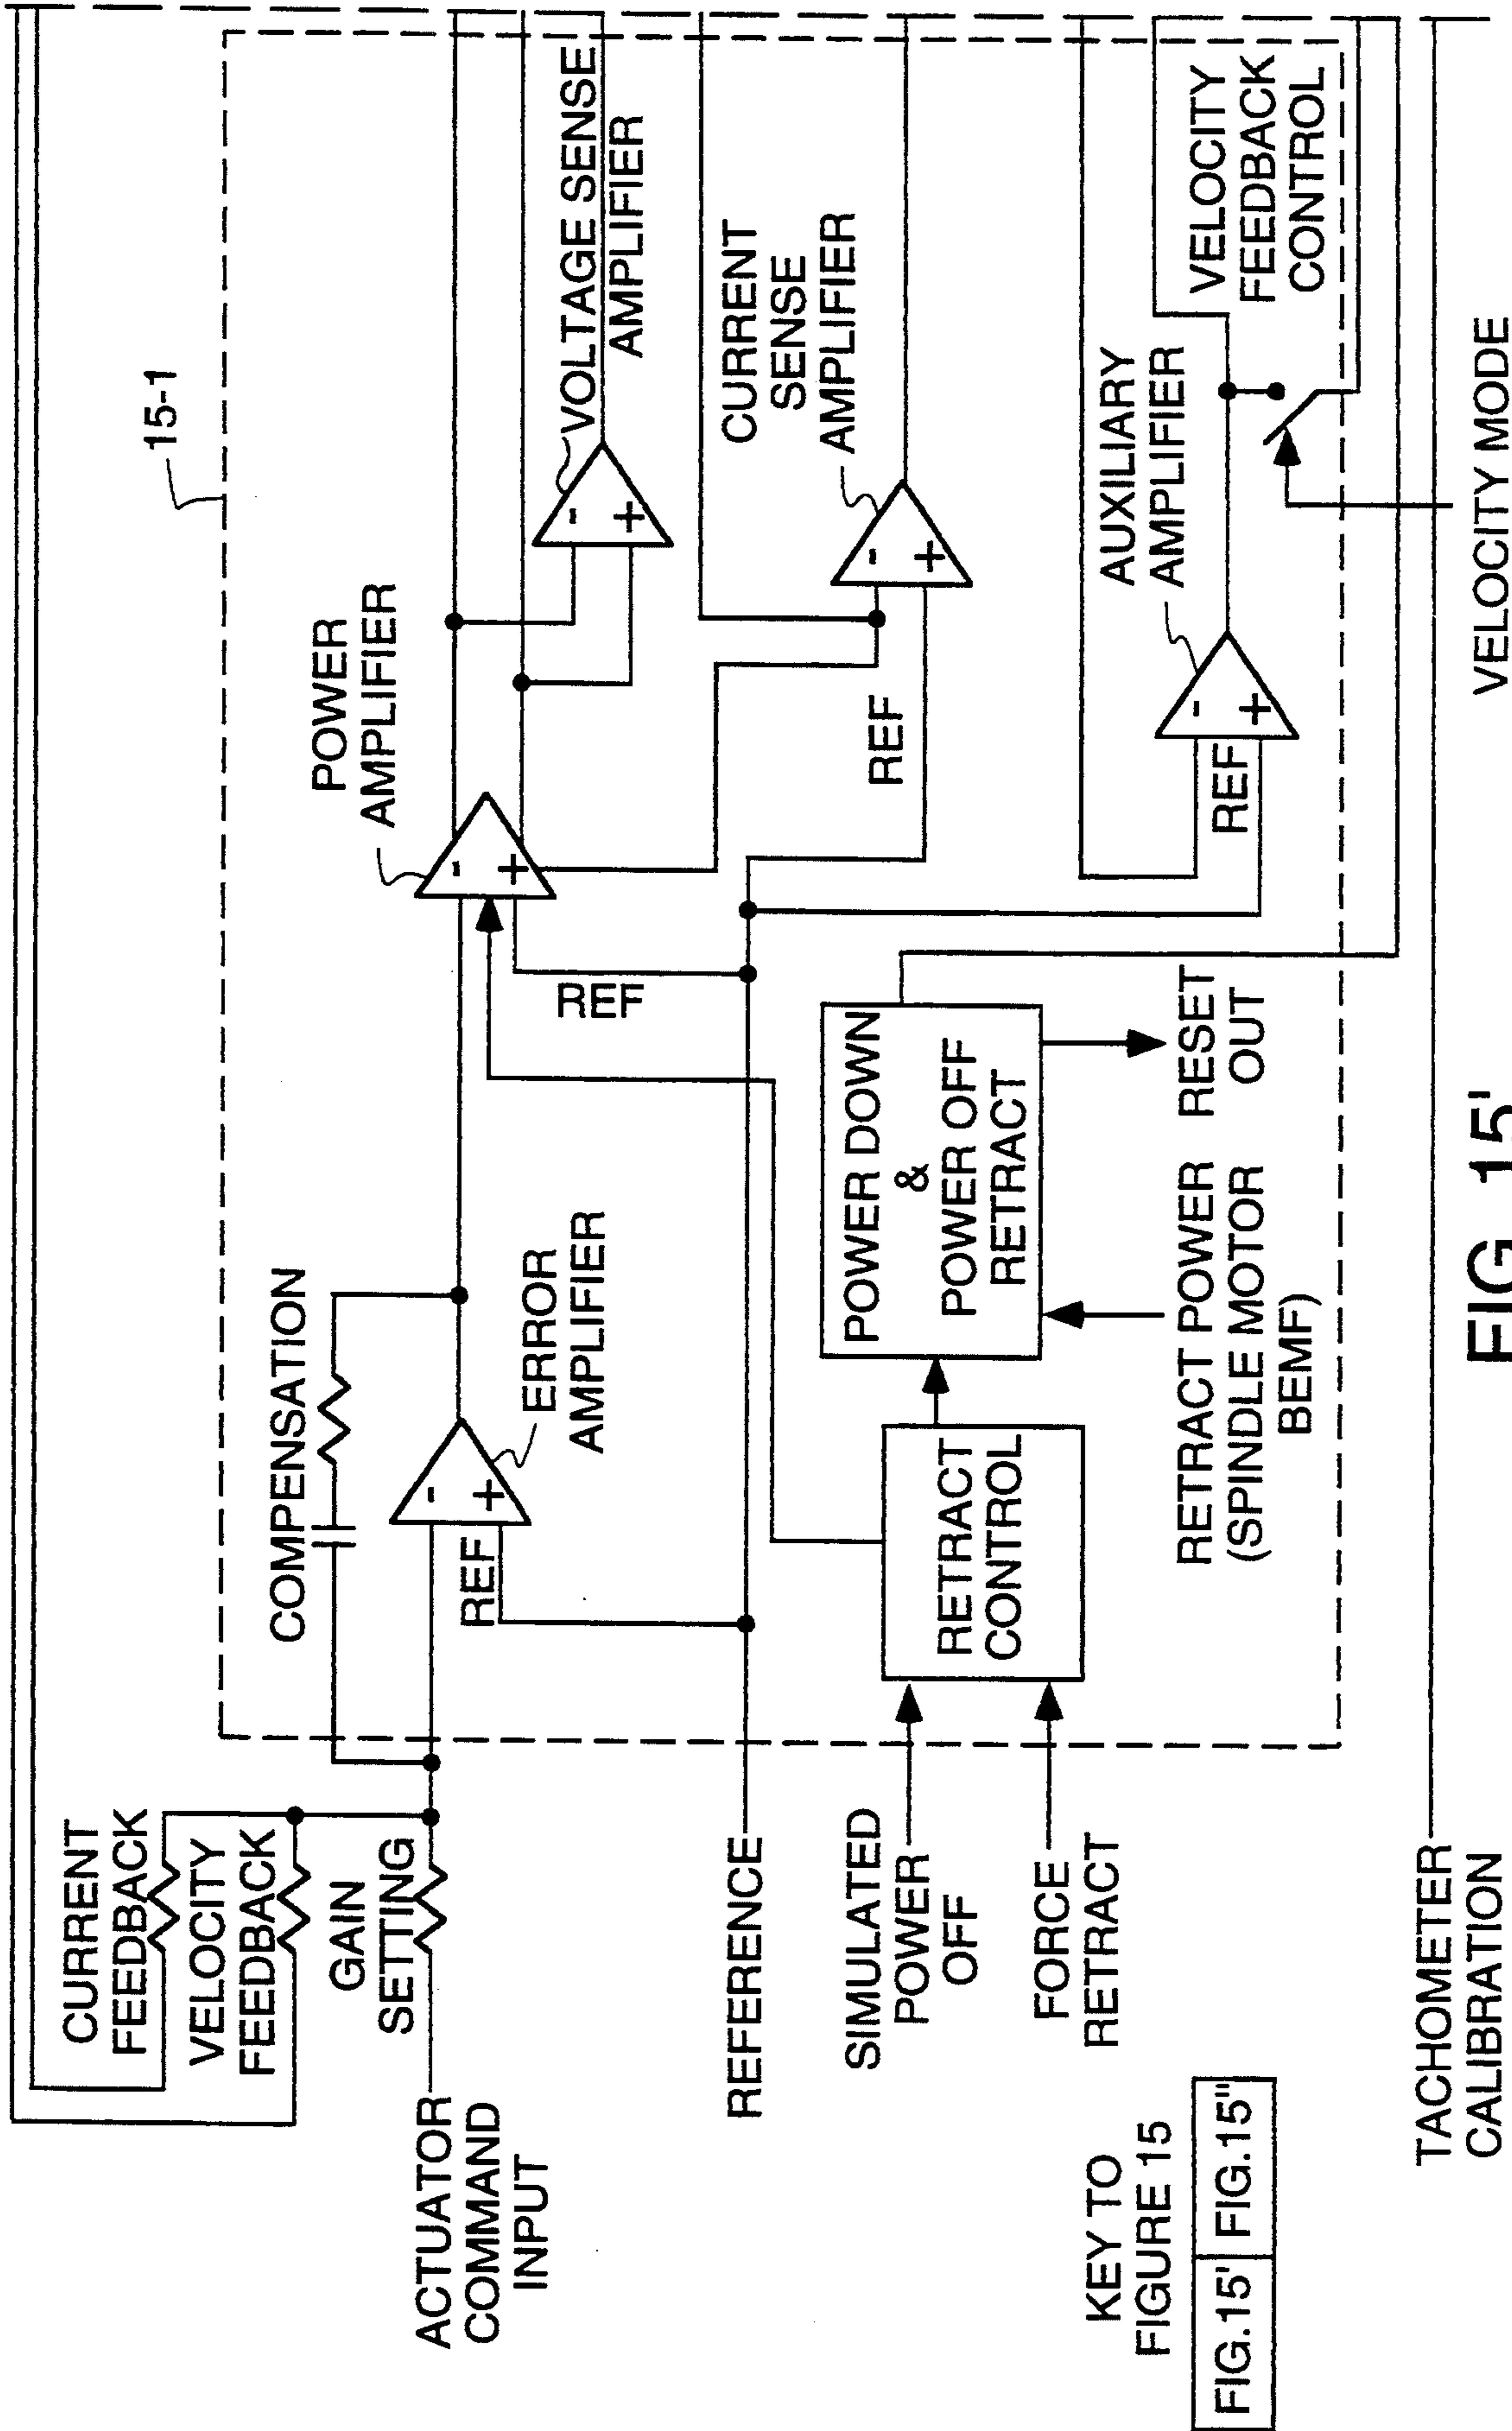 15-1
CURRENT
FEEDBACK
VELOCITY
FEEDBACK
GAIN
SETTING
ACTUATOR
COMMAND
INPUT
COMPENSATION
-
+
REF
ERROR
AMPLIFIER
POWER
AMPLIFIER
-
+
REF
VOLTAGE SENSE
AMPLIFIER
-
+
CURRENT
SENSE
AMPLIFIER
-
+
REF
REFERENCE
SIMULATED
POWER
OFF
FORCE
RETRACT
RETRACT
CONTROL
POWER DOWN
&
POWER OFF
RETRACT
RETRACT POWER
(SPINDLE MOTOR
BEMF)
RESET
OUT
AUXILIARY
AMPLIFIER
-
+
REF
VELOCITY
FEEDBACK
CONTROL
VELOCITY MODE
TACHOMETER
CALIBRATION
KEY TO
FIGURE 15
FIG.15' FIG.15"
FIG. 15'